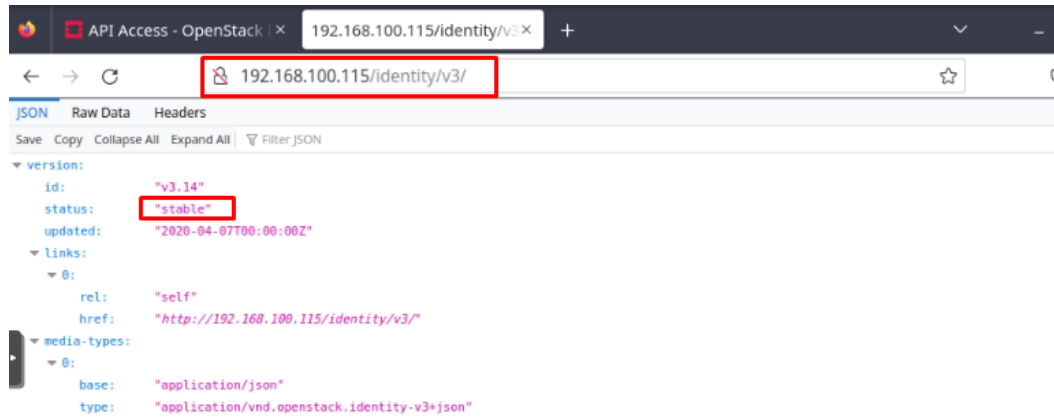 API Access - OpenStack
192.168.100.115/identity/v3
192.168.100.115/identity/v3/
JSON Raw Data Headers
Save Copy Collapse All Expand All Filter JSON
version:
id: "v3.14"
status: "stable"
updated: "2020-04-07T00:00:00Z"
links:
0:
rel: "self"
href: "http://192.168.100.115/identity/v3/"
media-types:
0:
base: "application/json"
type: "application/vnd.openstack.identity-v3+json"